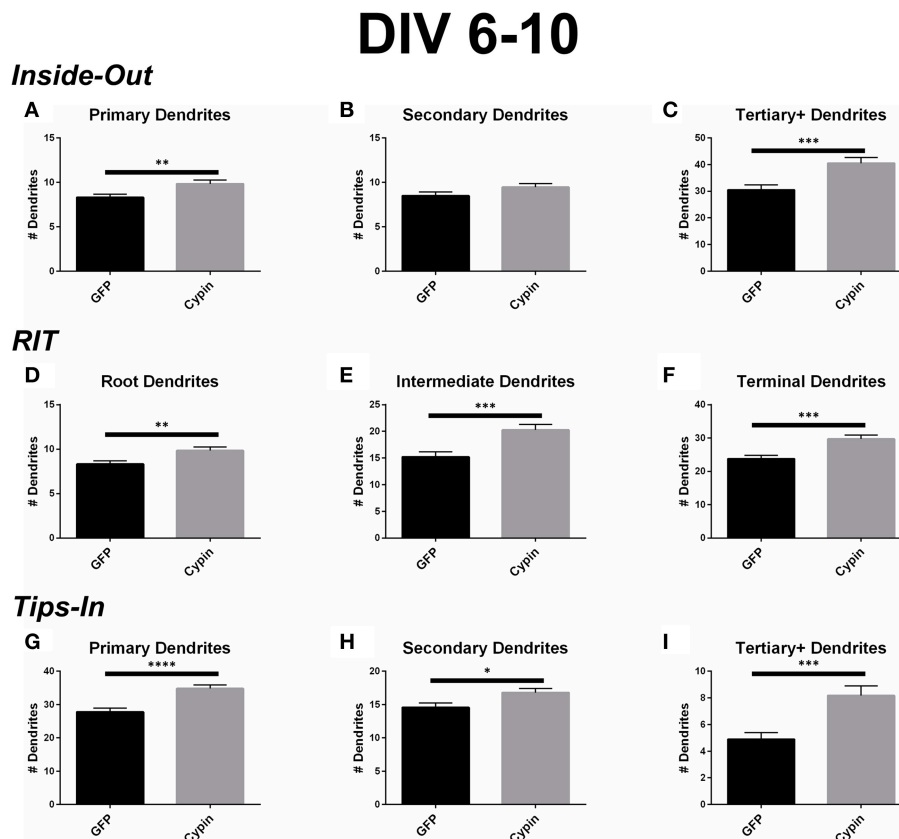 DIV 6-10
Inside-Out
A
Primary Dendrites
15
10
5
0
# Dendrites
**
GFP
Cypin
B
Secondary Dendrites
15
10
5
0
# Dendrites
GFP
Cypin
C
Tertiary+ Dendrites
50
40
30
20
10
0
# Dendrites
***
GFP
Cypin
RIT
D
Root Dendrites
15
10
5
0
# Dendrites
**
GFP
Cypin
E
Intermediate Dendrites
25
20
15
10
5
0
# Dendrites
***
GFP
Cypin
F
Terminal Dendrites
40
30
20
10
0
# Dendrites
***
GFP
Cypin
Tips-In
G
Primary Dendrites
40
30
20
10
0
# Dendrites
****
GFP
Cypin
H
Secondary Dendrites
20
15
10
5
0
# Dendrites
*
GFP
Cypin
I
Tertiary+ Dendrites
10
8
6
4
2
0
# Dendrites
***
GFP
Cypin